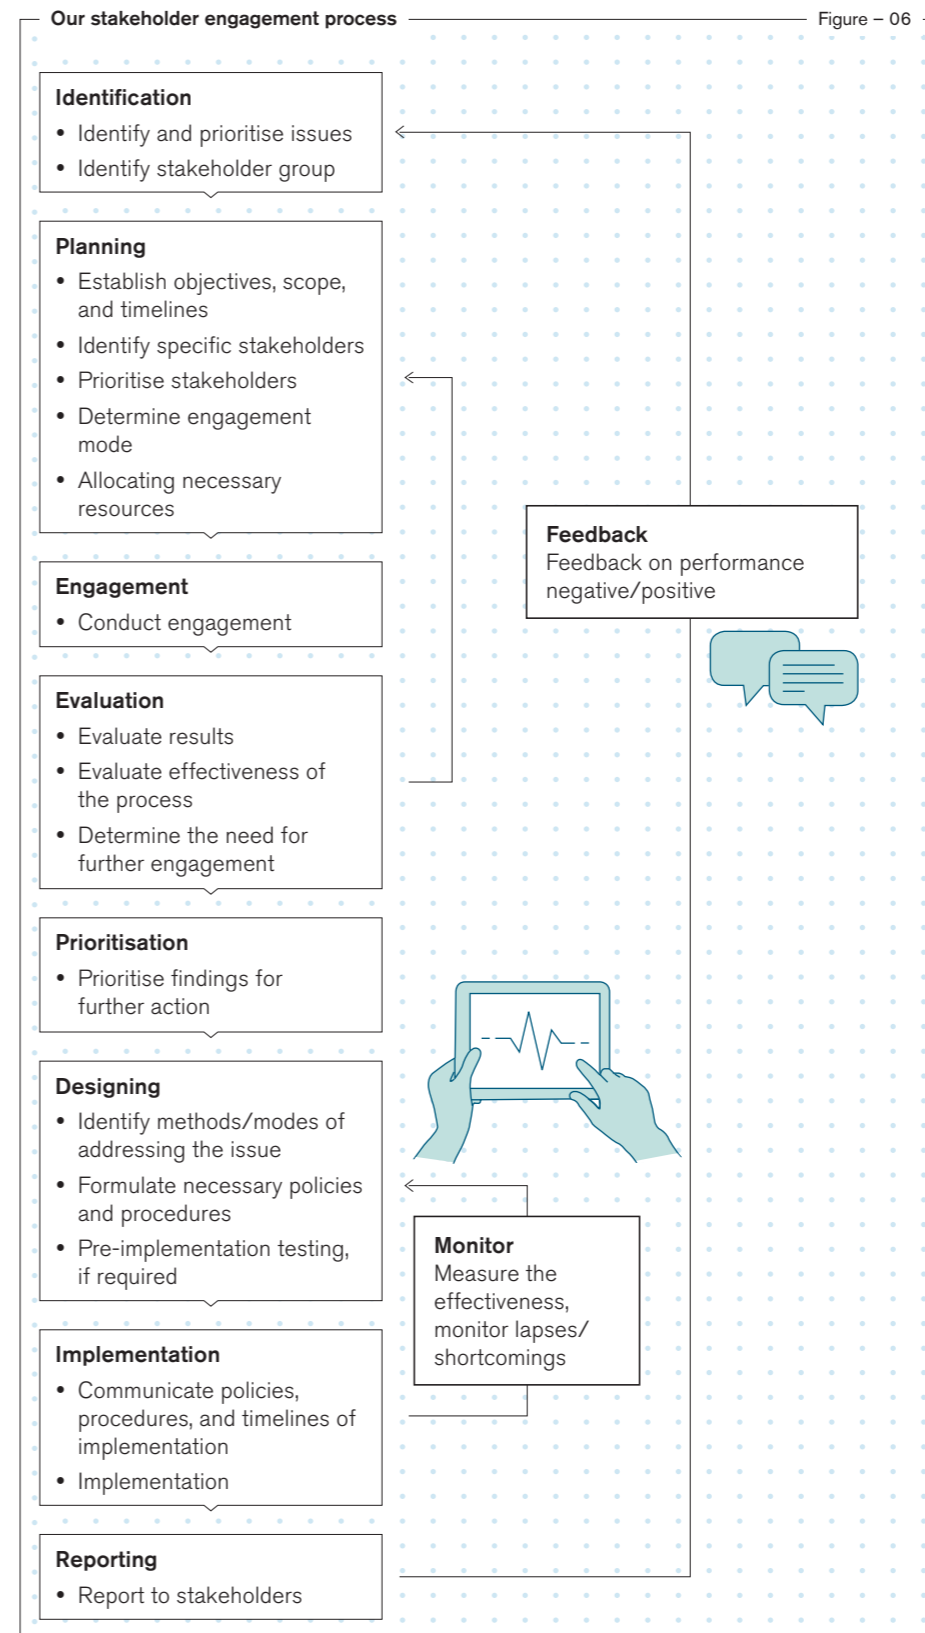 Our stakeholder engagement process
Figure – 06
Identification
• Identify and prioritise issues
• Identify stakeholder group
Planning
• Establish objectives, scope,
and timelines
• Identify specific stakeholders
• Prioritise stakeholders
• Determine engagement
mode
• Allocating necessary
resources
Engagement
• Conduct engagement
Evaluation
• Evaluate results
• Evaluate effectiveness of
the process
• Determine the need for
further engagement
Prioritisation
• Prioritise findings for
further action
Designing
• Identify methods/modes of
addressing the issue
• Formulate necessary policies
and procedures
• Pre-implementation testing,
if required
Implementation
• Communicate policies,
procedures, and timelines of
implementation
• Implementation
Reporting
• Report to stakeholders
Feedback
Feedback on performance
negative/positive
Monitor
Measure the
effectiveness,
monitor lapses/
shortcomings